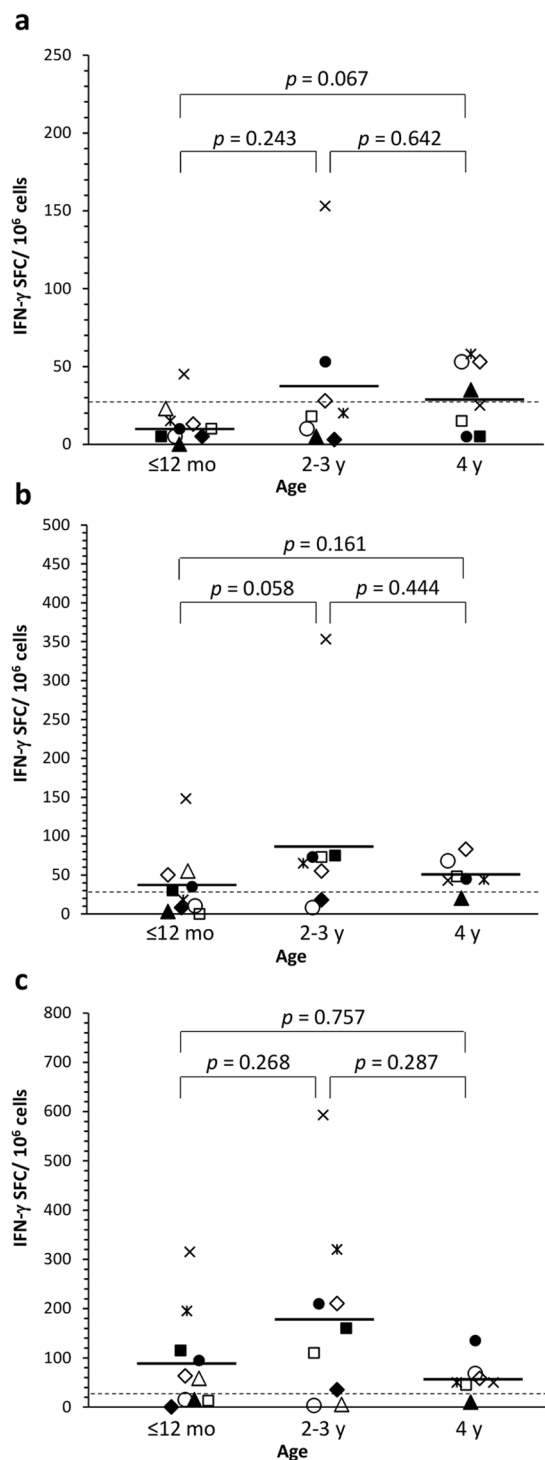 a
250
200
150
100
50
0
IFN-γ SFC/ 10⁶ cells
p = 0.067
p = 0.243
p = 0.642
≤12 mo
2-3 y
4 y
Age
b
500
450
400
350
300
250
200
150
100
50
0
IFN-γ SFC/ 10⁶ cells
p = 0.161
p = 0.058
p = 0.444
≤12 mo
2-3 y
4 y
Age
c
800
700
600
500
400
300
200
100
0
IFN-γ SFC/ 10⁶ cells
p = 0.757
p = 0.268
p = 0.287
≤12 mo
2-3 y
4 y
Age